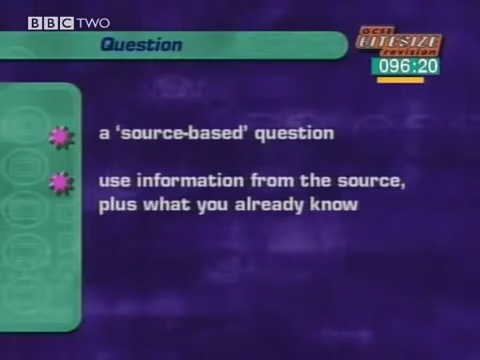 BBC TWO
Question
GCSE
BITESIZE
revision
096:20
a 'source-based' question
use information from the source,
plus what you already know